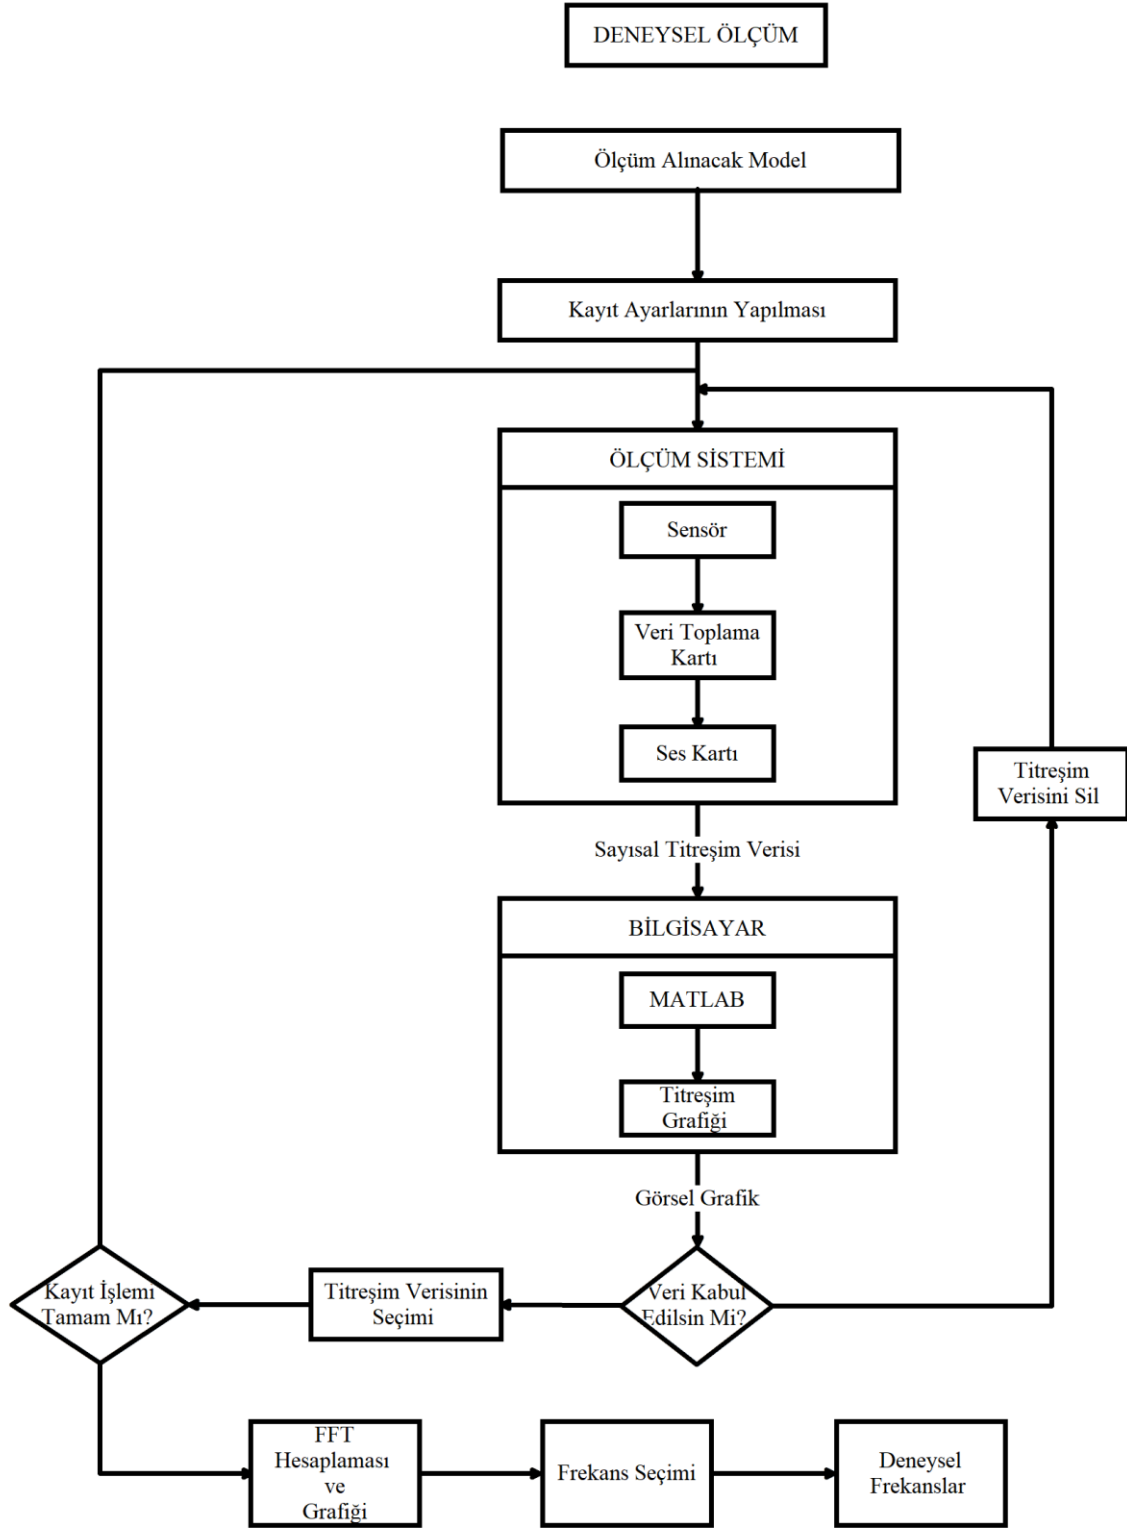 DENEYSEL ÖLÇÜM
Ölçüm Alınacak Model
Kayıt Ayarlarının Yapılması
ÖLÇÜM SİSTEMİ
Sensör
Veri Toplama
Kartı
Ses Kartı
Titreşim
Verisini Sil
Sayısal Titreşim Verisi
BİLGİSAYAR
MATLAB
Titreşim
Grafiği
Görsel Grafik
Veri Kabul
Edilsin Mi?
Titreşim Verisinin
Seçimi
Kayıt İşlemi
Tamam Mı?
FFT
Hesaplaması
ve
Grafiği
Frekans Seçimi
Deneysel
Frekanslar